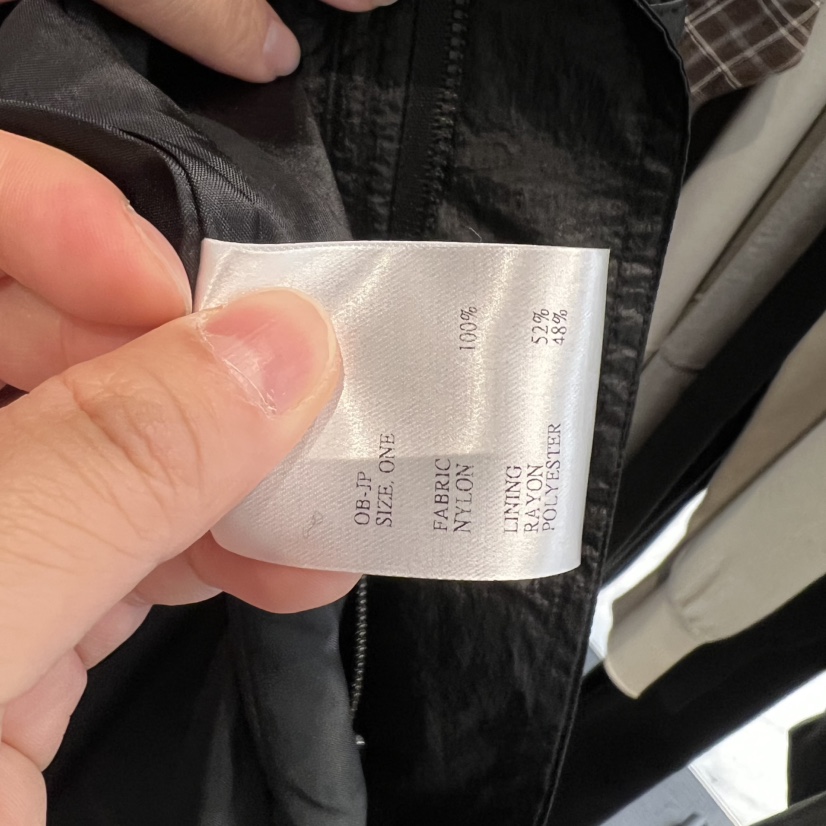 OB-JP
SIZE, ONE
FABRIC
NYLON 100%
LINING
RAYON 52%
POLYESTER 48%